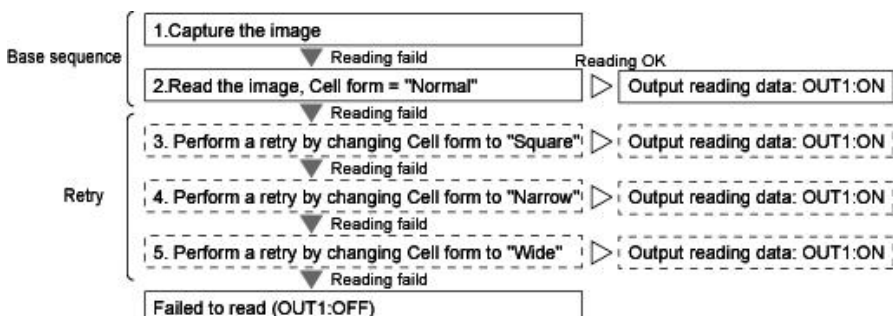 1.Capture the image
Reading faild
Base sequence
Reading OK
2.Read the image, Cell form = "Normal"
Output reading data: OUT1:ON
Reading faild
3. Perform a retry by changing Cell form to "Square"
Output reading data: OUT1:ON
Reading faild
Retry
4. Perform a retry by changing Cell form to "Narrow"
Output reading data: OUT1:ON
Reading faild
5. Perform a retry by changing Cell form to "Wide"
Output reading data: OUT1:ON
Reading faild
Failed to read (OUT1:OFF)